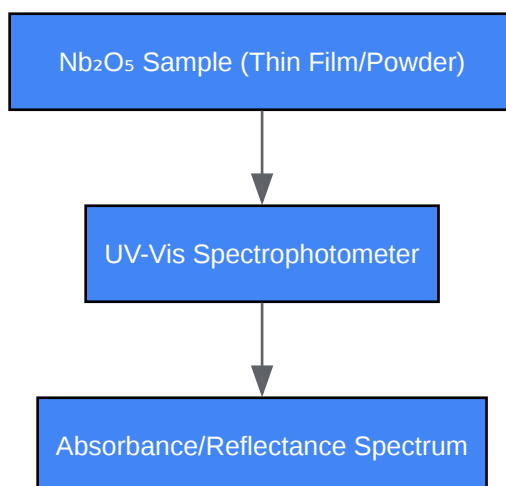 Nb₂O₅ Sample (Thin Film/Powder)
UV-Vis Spectrophotometer
Absorbance/Reflectance Spectrum